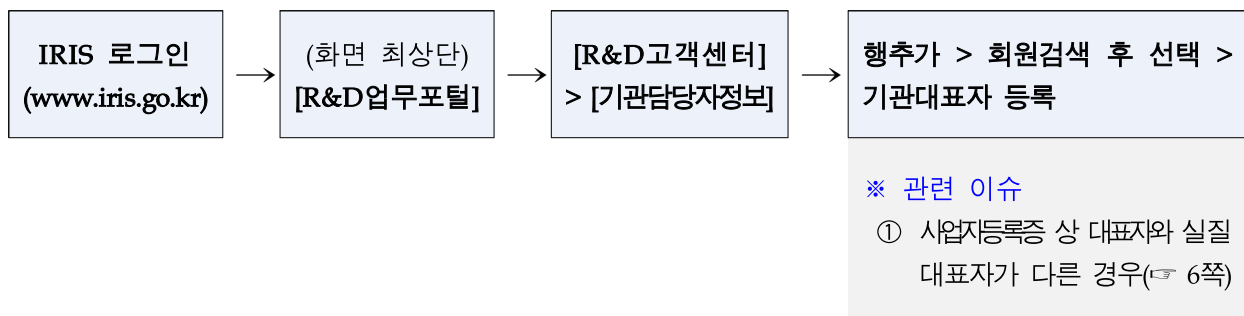 IRIS 로그인
(www.iris.go.kr)
→
(화면 최상단)
[R&D업무포털]
→
[R&D고객센터]
> [기관담당자정보]
→
행추가 > 회원검색 후 선택 >
기관대표자 등록
※ 관련 이슈
① 사업자등록증 상 대표자와 실질
대표자가 다른 경우(☞ 6쪽)